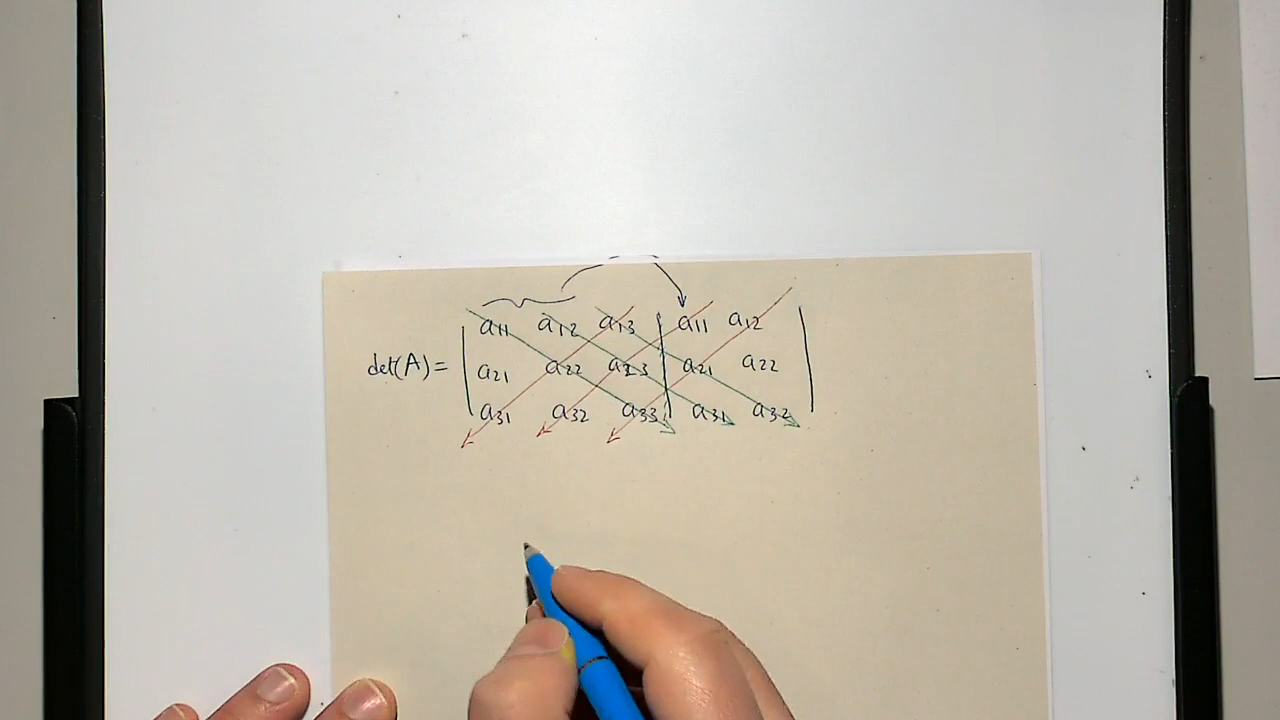 a11 a12 a13 | a11 a12
det(A) = | a21 a22 a23 | a21 a22 |
a31 a32 a33 | a31 a32